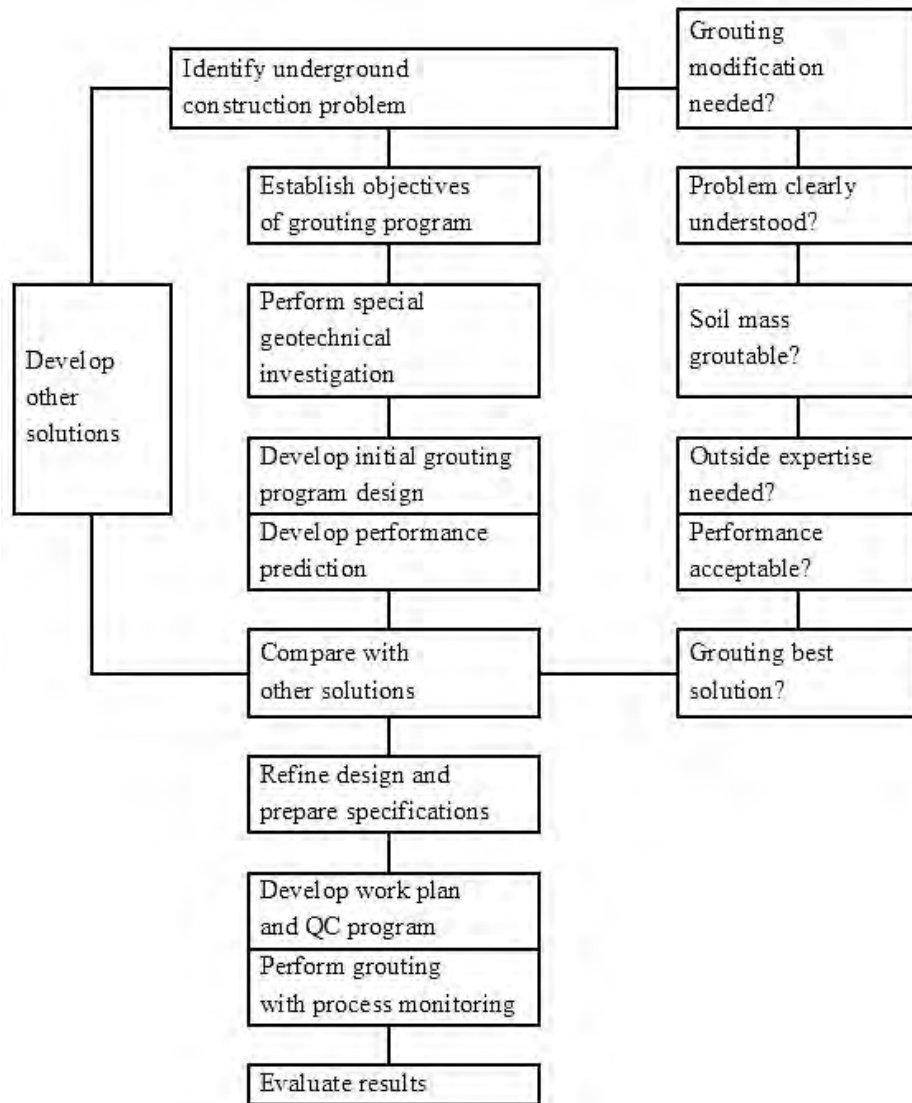 Identify underground
construction problem
Grouting
modification
needed?
Establish objectives
of grouting program
Problem clearly
understood?
Develop
other
solutions
Perform special
geotechnical
investigation
Soil mass
groutable?
Develop initial grouting
program design
Outside expertise
needed?
Develop performance
prediction
Performance
acceptable?
Compare with
other solutions
Grouting best
solution?
Refine design and
prepare specifications
Develop work plan
and QC program
Perform grouting
with process monitoring
Evaluate results